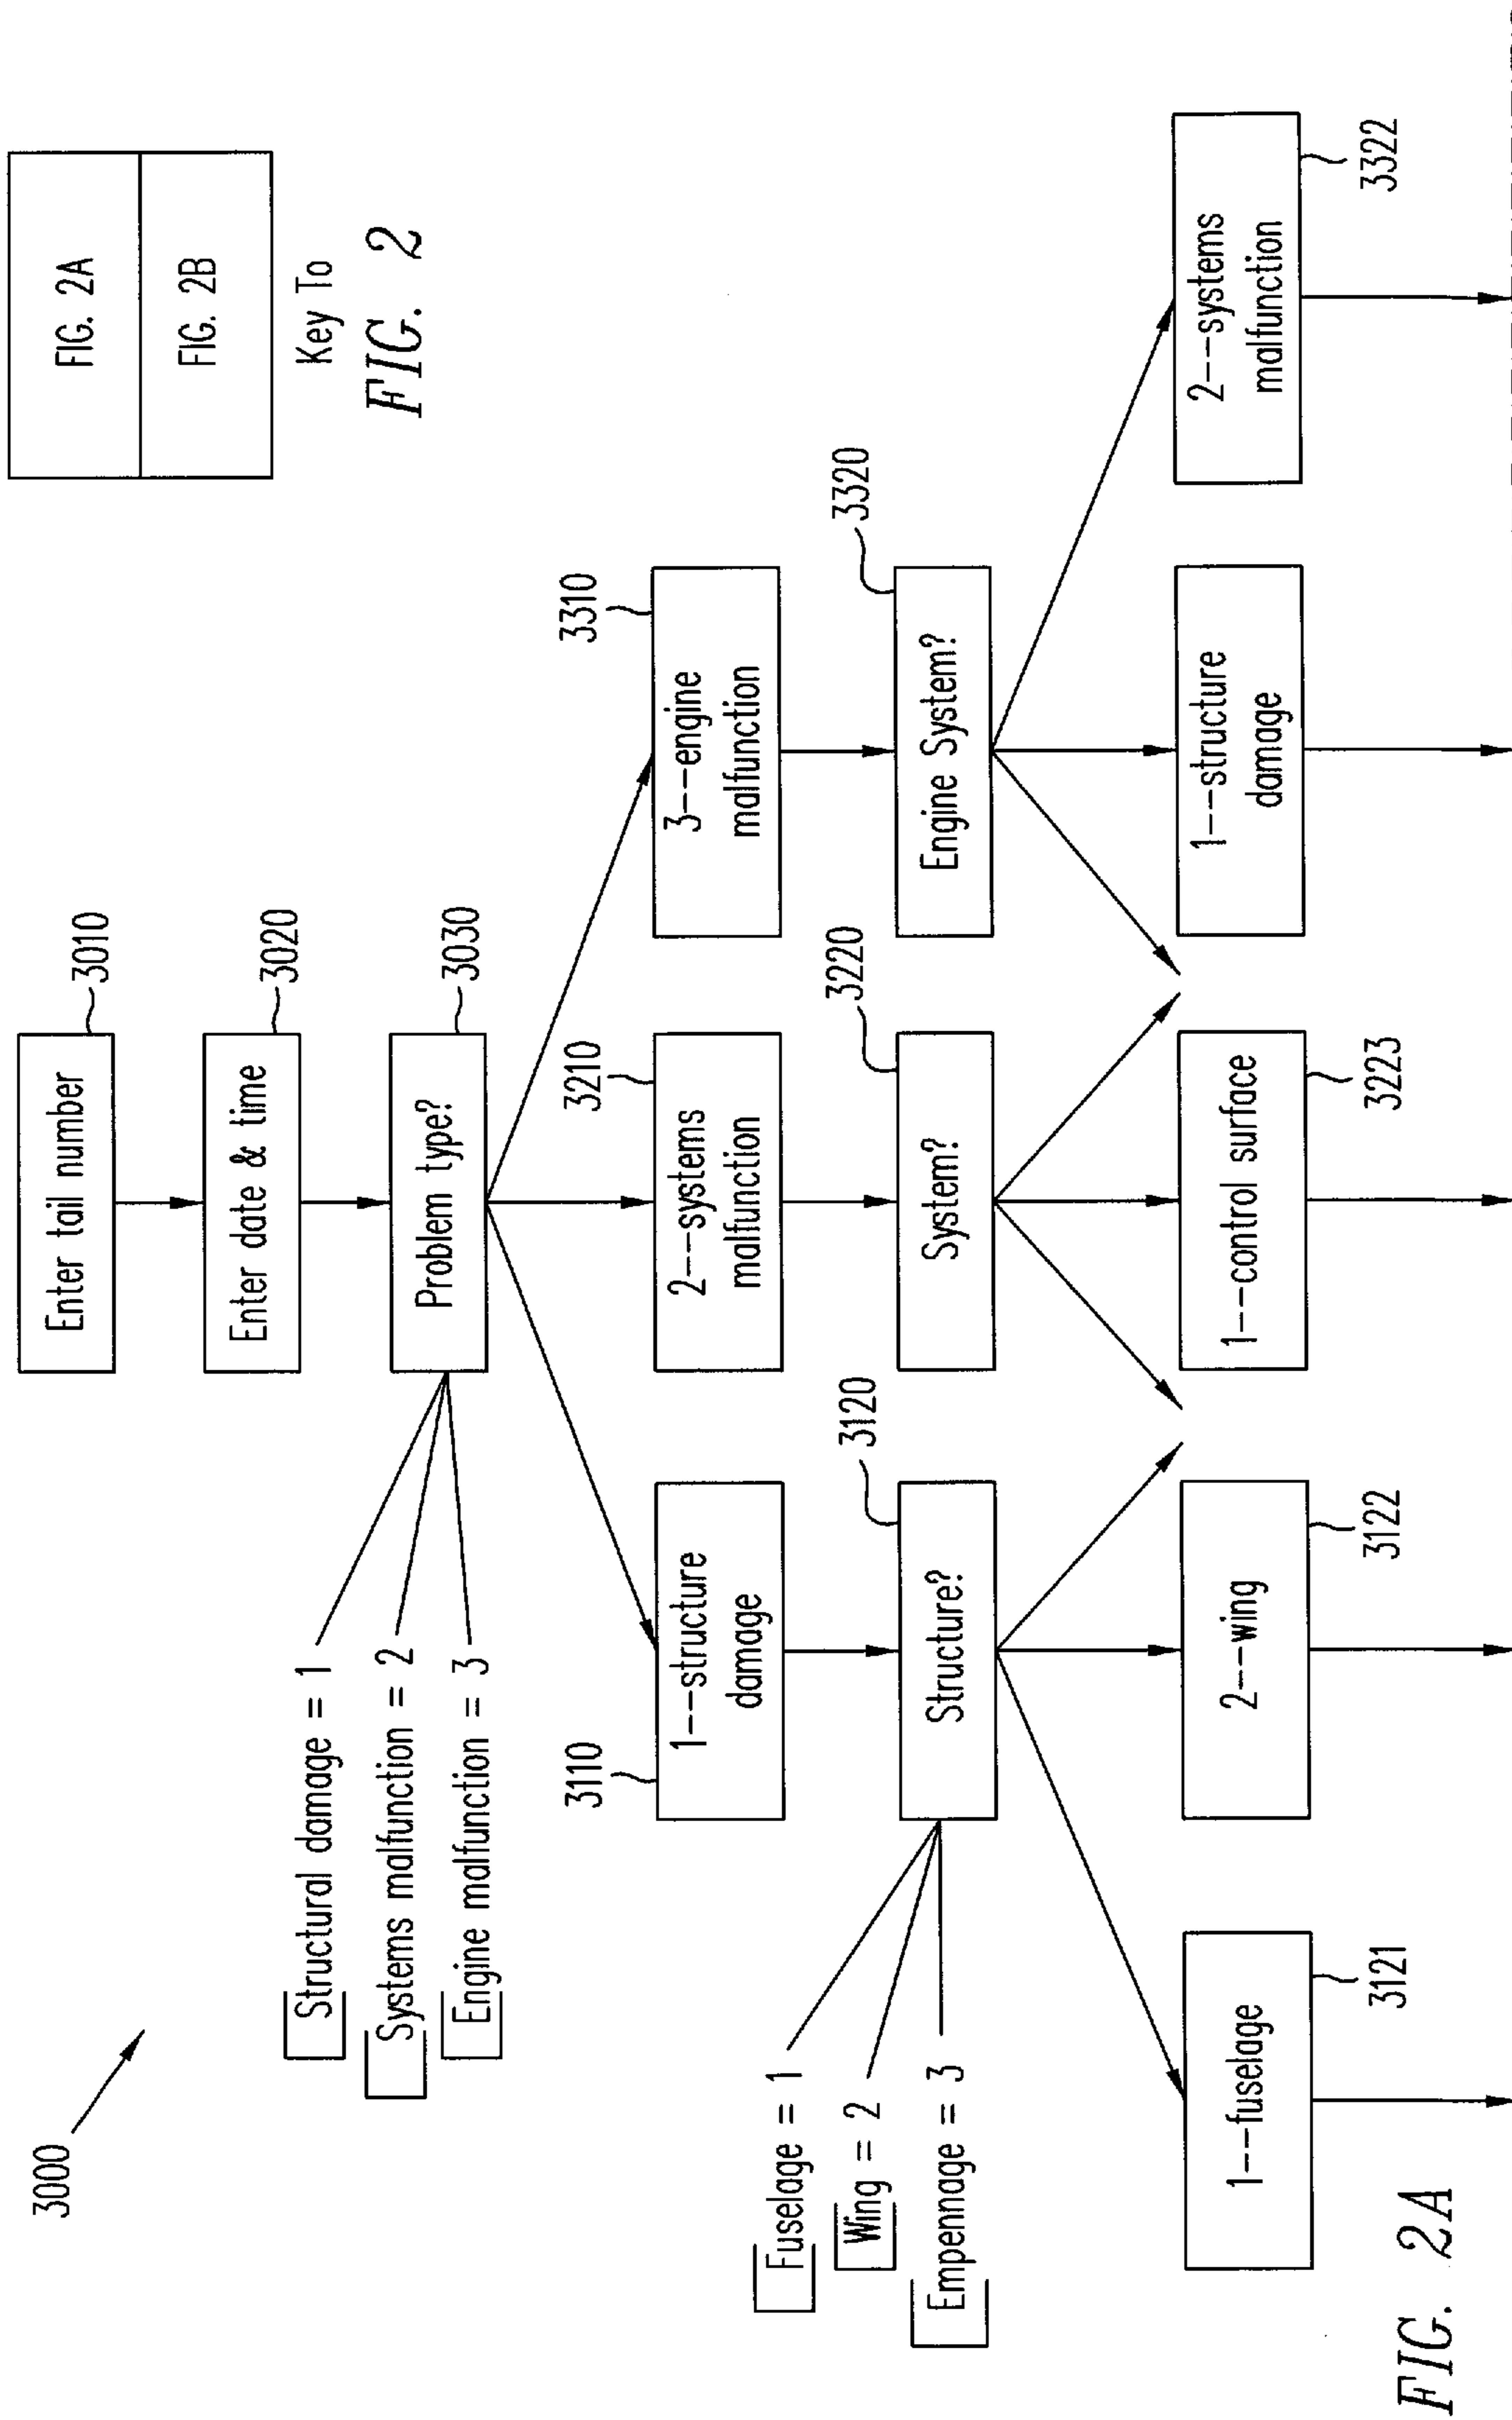 3000
FIG. 2A
FIG. 2B
Key To
FIG. 2
Enter tail number
3010
Enter date & time
3020
Structural damage = 1
Systems malfunction = 2
Engine malfunction = 3
Problem type?
3030
3110
1--structure
damage
3210
2--systems
malfunction
3310
3--engine
malfunction
Fuselage = 1
Wing = 2
Empennage = 3
Structure?
3120
System?
3220
Engine System?
3320
1--fuselage
3121
2--wing
3122
1--control surface
3223
1--structure
damage
2--systems
malfunction
3322
FIG. 2A